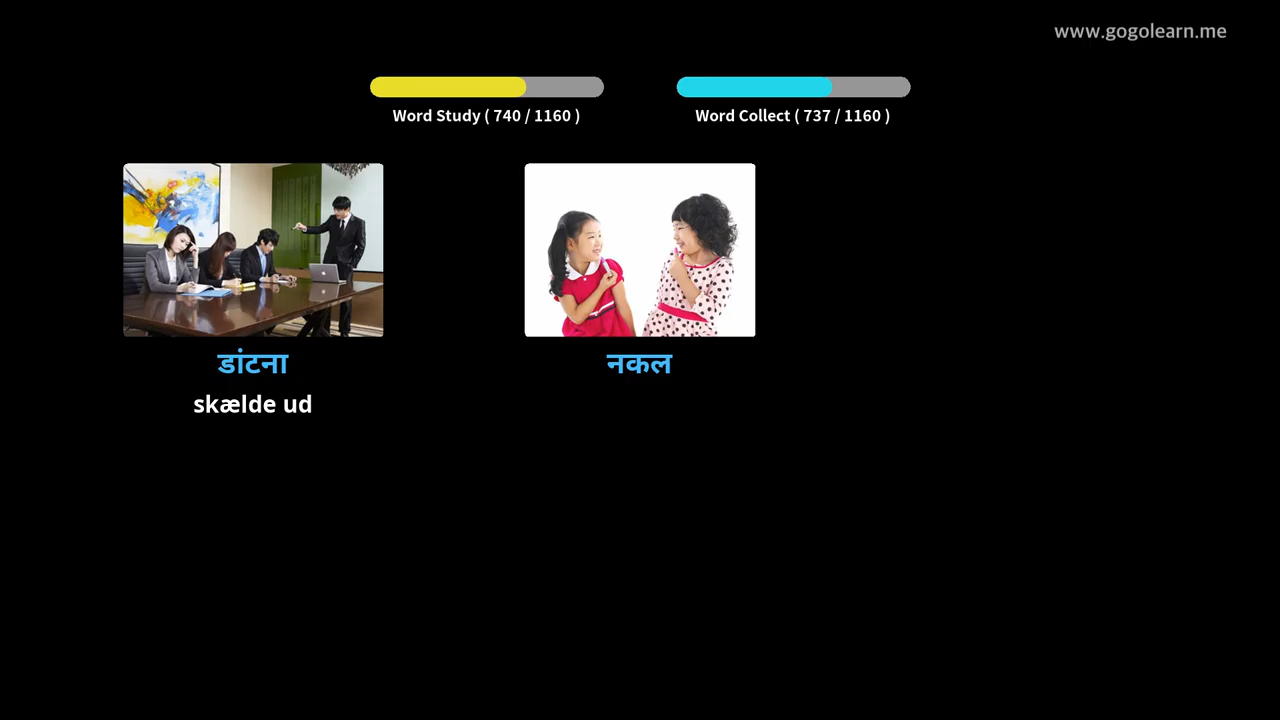 www.gogolearn.me
Word Study ( 740 / 1160 )
Word Collect ( 737 / 1160 )
डांटना
नकल
skælde ud